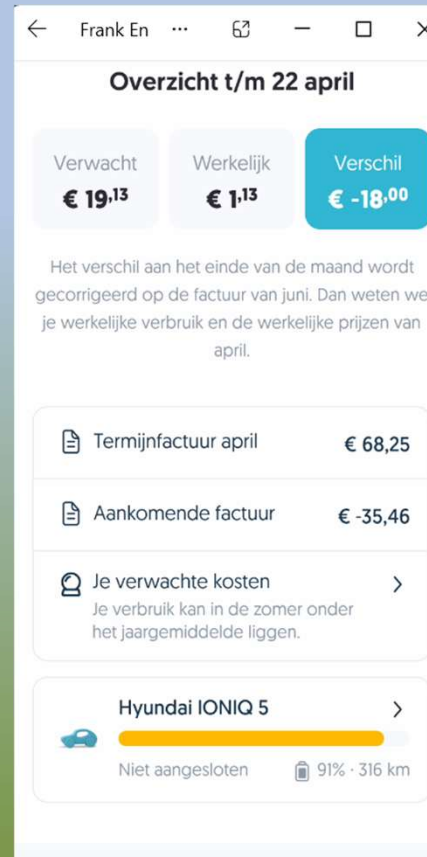 Frank En ...
Overzicht t/m 22 april
Verwacht
€ 19,13
Werkelijk
€ 1,13
Verschil
€ -18,00
Het verschil aan het einde van de maand wordt
gecorrigeerd op de factuur van juni. Dan weten we
je werkelijke verbruik en de werkelijke prijzen van
april.
Termijnfactuur april € 68,25
Aankomende factuur € -35,46
Je verwachte kosten
Je verbruik kan in de zomer onder
het jaargemiddelde liggen.
Hyundai IONIQ 5
Niet aangesloten 91% · 316 km